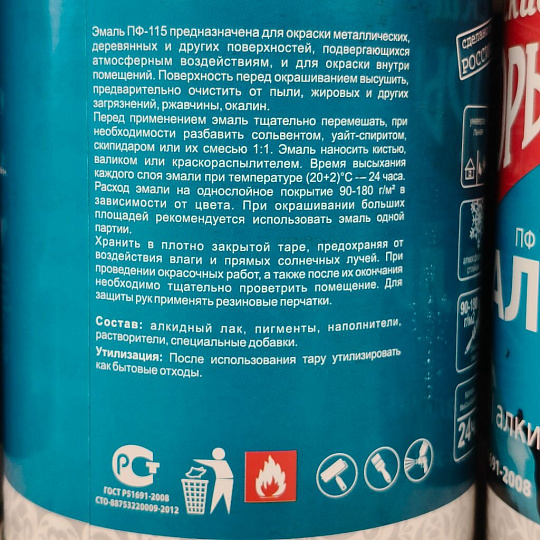 Эмаль ПФ-115 предназначена для окраски металлических,
деревянных и других поверхностей, подвергающихся
атмосферным воздействиям, и для окраски внутри
помещений. Поверхность перед окрашиванием высушить,
предварительно очистить от пыли, жировых и других
загрязнений, ржавчины, окалин.
Перед применением эмаль тщательно перемешать, при
необходимости разбавить сольвентом, уайт-спиритом,
скипидаром или их смесью 1:1. Эмаль наносить кистью,
валиком или краскораспылителем. Время высыхания
каждого слоя эмали при температуре (20+2)°С -– 24 часа.
Расход эмали на однослойное покрытие 90-180 г/м² в
зависимости от цвета. При окрашивании больших
площадей рекомендуется использовать эмаль одной
партии.
Хранить в плотно закрытой таре, предохраняя от
воздействия влаги и прямых солнечных лучей. При
проведении окрасочных работ, а также после их окончания
необходимо тщательно проветрить помещение. Для
защиты рук применять резиновые перчатки.
Состав: алкидный лак, пигменты, наполнители,
растворители, специальные добавки.
Утилизация: После использования тару утилизировать
как бытовые отходы.
РСТ
ГОСТ Р51691-2008
СТО-88753220009-2012
сделано в
РОССИИ
90-180
г/м²
24
ПФ
АЛ
алки
691-2008